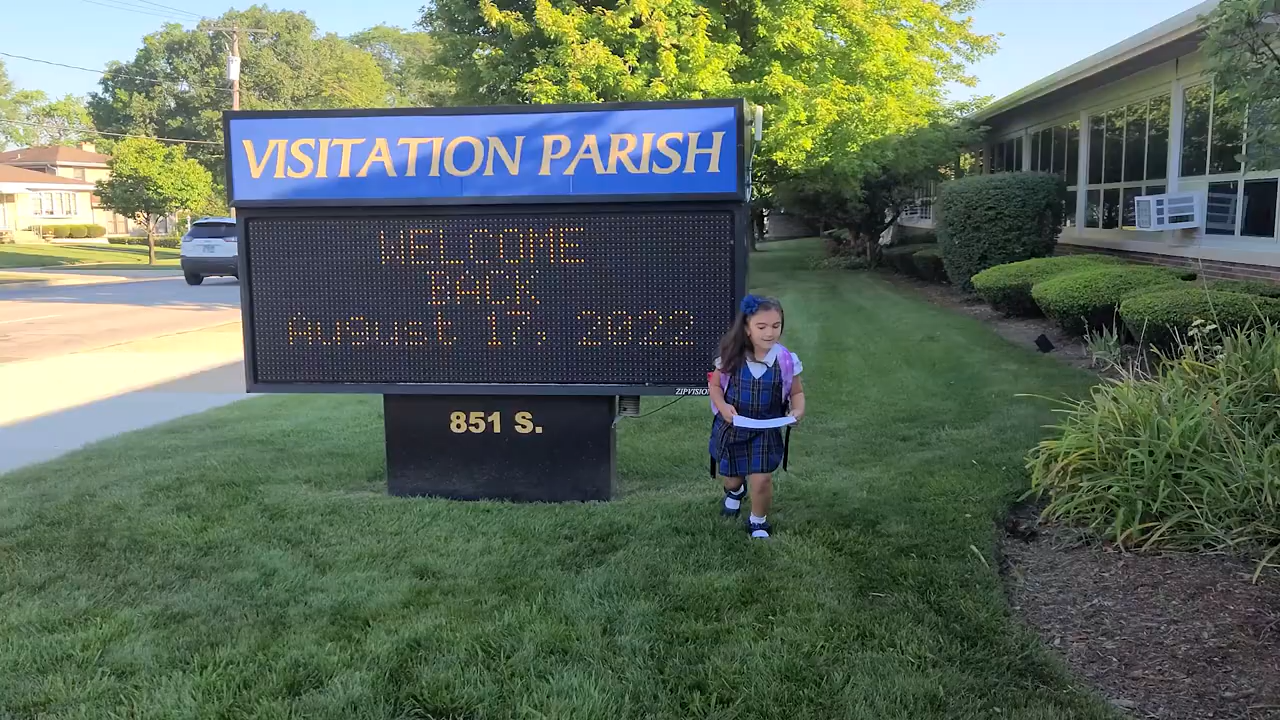 VISITATION PARISH
WELCOME
BACK
August 17, 2022
ZIPVISION
851 S.